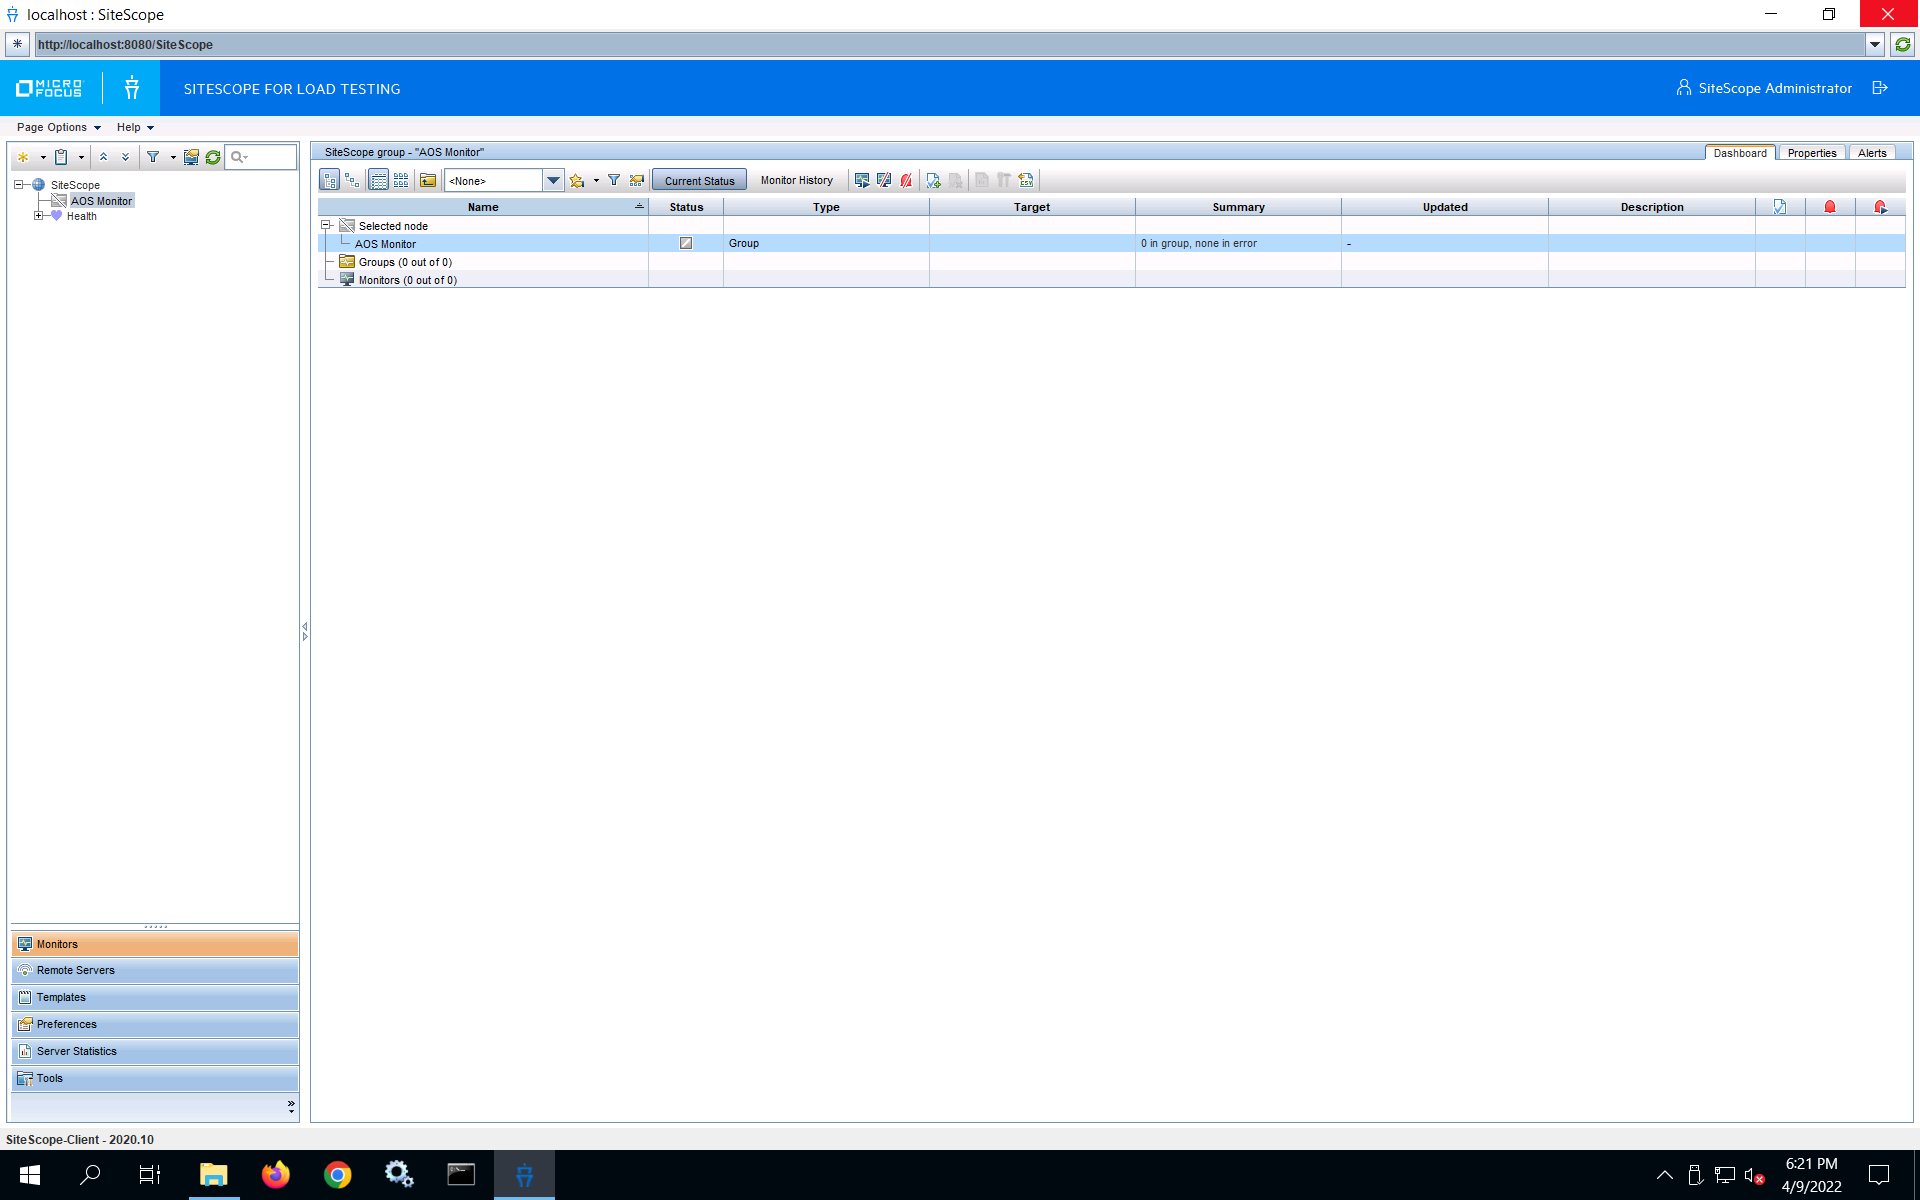 localhost : SiteScope
http://localhost:8080/SiteScope
MICRO FOCUS
SITESCOPE FOR LOAD TESTING
SiteScope Administrator
Page Options
Help
SiteScope
AOS Monitor
Health
SiteScope group - "AOS Monitor"
Dashboard
Properties
Alerts
<None>
Current Status
Monitor History
Name
Status
Type
Target
Summary
Updated
Description
Selected node
AOS Monitor
Group
0 in group, none in error
-
Groups (0 out of 0)
Monitors (0 out of 0)
Monitors
Remote Servers
Templates
Preferences
Server Statistics
Tools
SiteScope-Client - 2020.10
6:21 PM
4/9/2022